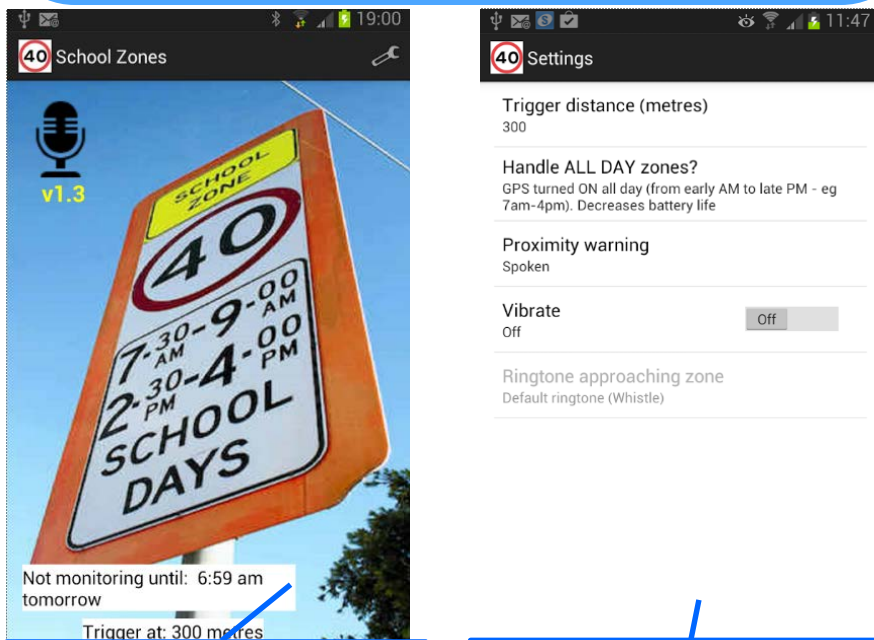 19:00
40 School Zones
v1.3
SCHOOL
ZONE
40
7-30-9-00
AM AM
2-30-4-00
PM PM
SCHOOL
DAYS
Not monitoring until: 6:59 am
tomorrow
Trigger at: 300 metres
11:47
40 Settings
Trigger distance (metres)
300
Handle ALL DAY zones?
GPS turned ON all day (from early AM to late PM - eg
7am-4pm). Decreases battery life
Proximity warning
Spoken
Vibrate
Off
Off
Ringtone approaching zone
Default ringtone (Whistle)